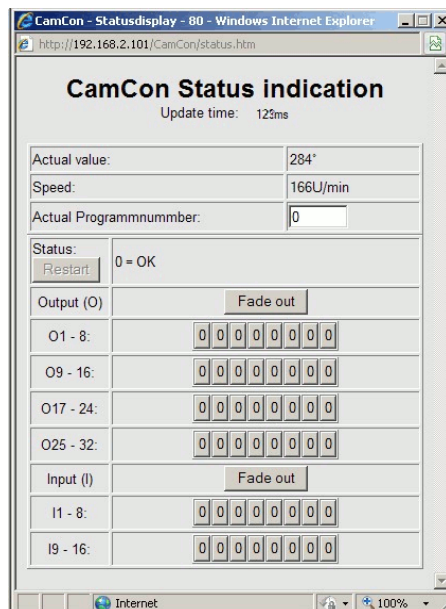 CamCon - Statusdisplay - 80 - Windows Internet Explorer
http://192.168.2.101/CamCon/status.htm
CamCon Status indication
Update time: 123ms
Actual value: 284°
Speed: 166U/min
Actual Programmnummber: 0
Status:
Restart
0 = OK
Output (O) Fade out
O1 - 8: 0 0 0 0 0 0 0 0
O9 - 16: 0 0 0 0 0 0 0 0
O17 - 24: 0 0 0 0 0 0 0 0
O25 - 32: 0 0 0 0 0 0 0 0
Input (I) Fade out
I1 - 8: 0 0 0 0 0 0 0 0
I9 - 16: 0 0 0 0 0 0 0 0
Internet 100%